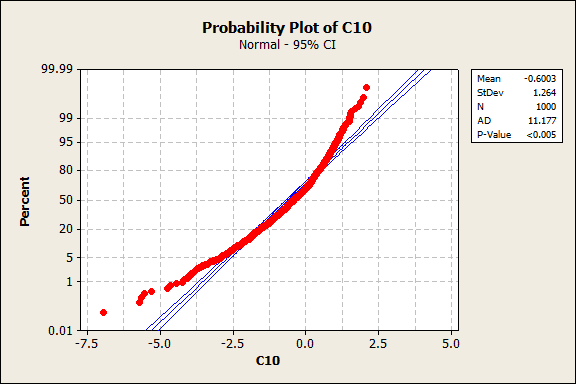 Probability Plot of C10
Normal - 95% CI
Percent
99.99
99
95
80
50
20
5
1
0.01
-7.5 -5.0 -2.5 0.0 2.5 5.0
C10
Mean -0.6003
StDev 1.264
N 1000
AD 11.177
P-Value <0.005